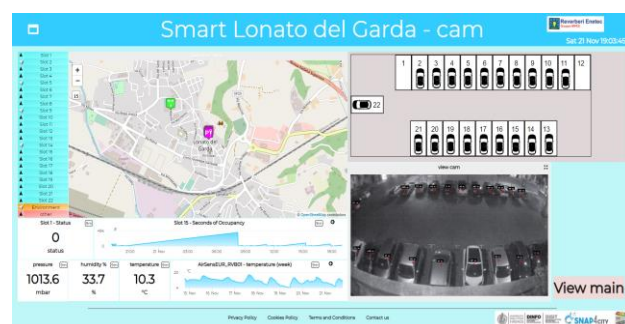 Smart Lonato del Garda - cam
Reverberi Enetec
Sat 21 Nov 19:03:45
Slot 1
Slot 2
Slot 3
Slot 4
Slot 5
Slot 6
Slot 7
Slot 8
Slot 9
Slot 10
Slot 11
Slot 12
Slot 13
Slot 14
Slot 15
Slot 16
Slot 17
Slot 18
Slot 19
Slot 20
Slot 21
Slot 22
Environment
other
+
-
Lonato del
Garda
1 2 3 4 5 6 7 8 9 10 11 12
22
21 20 19 18 17 16 15 14 13
view cam
Slot 1 - Status
Slot 15 - Seconds of Occupancy
0
status
pressure
humidity %
temperature
AirSensEUR_RVB01 - temperature (week)
1013.6
33.7
10.3
mbar
%
°C
View main
Privacy Policy Cookies Policy Terms and Conditions Contact us
DINFO
SNAP4CITY